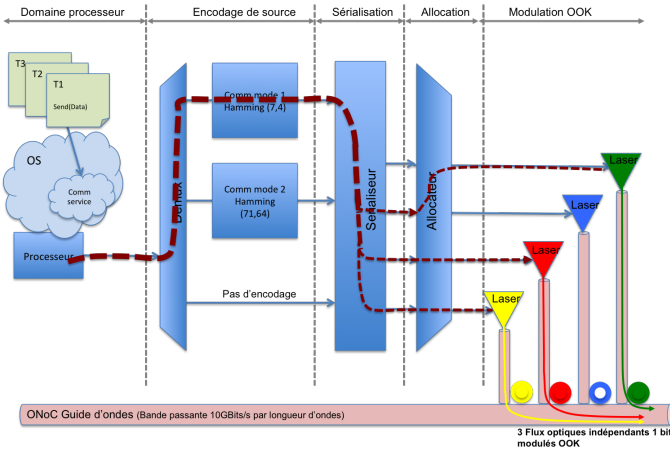 Domaine processeur
Encodage de source
Sérialisation
Allocation
Modulation OOK
T3
T2
T1
Send(Data)
OS
Comm
service
Processeur
Demux
Comm mode 1
Hamming (7,4)
Comm mode 2
Hamming
(71,64)
Pas d'encodage
Sérialiseur
Allocateur
Laser
Laser
Laser
Laser
ONoC Guide d'ondes (Bande passante 10GBits/s par longueur d'ondes)
3 Flux optiques indépendants 1 bit
modulés OOK